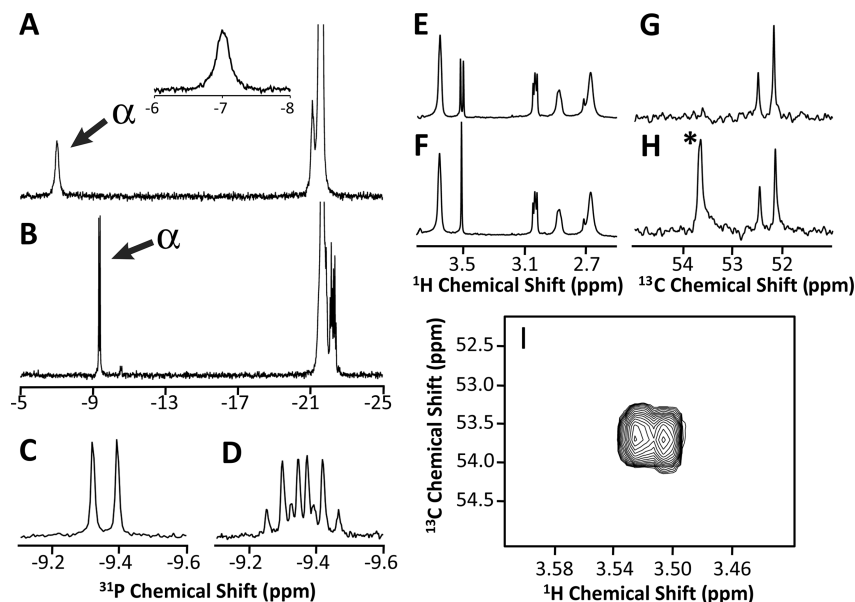 A
-6 -7 -8
α
B
α
-5 -9 -13 -17 -21 -25
C
D
-9.2 -9.4 -9.6 -9.2 -9.4 -9.6
³¹P Chemical Shift (ppm)
E
G
F
* H
3.5 3.1 2.7
54 53 52
¹H Chemical Shift (ppm) ¹³C Chemical Shift (ppm)
I
¹³C Chemical Shift (ppm)
52.5
53.0
53.5
54.0
54.5
3.58 3.54 3.50 3.46
¹H Chemical Shift (ppm)